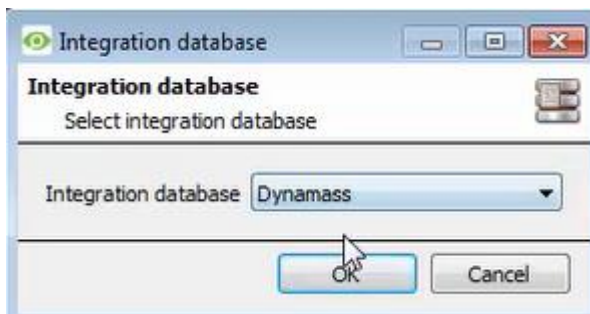 Integration database
Integration database
Select integration database
Integration database Dynamass
OK Cancel